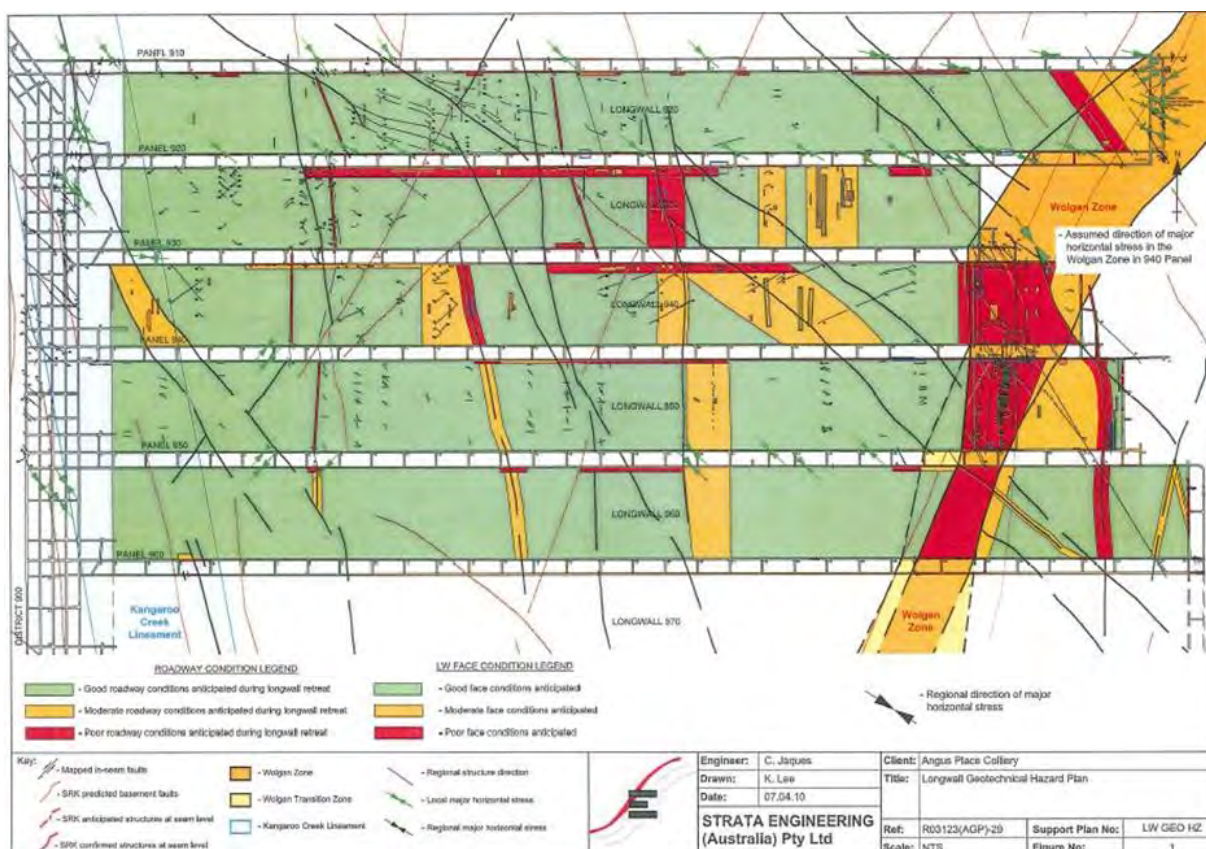 PANEL 910
LONGWALL 920
PANEL 920
N
Wolgan Zone
- Assumed direction of major
horizontal stress in the
Wolgan Zone in 940 Panel
PANEL 930
LONGWALL 940
LONGWALL 950
PANEL 950
LONGWALL 960
PANEL 960
DISTRICT 900
Kangaroo
Creek
Lineament
LONGWALL 970
Wolgan
Zone
ROADWAY CONDITION LEGEND
- Good roadway conditions anticipated during longwall retreat
- Moderate roadway conditions anticipated during longwall retreat
- Poor roadway conditions anticipated during longwall retreat
LW FACE CONDITION LEGEND
- Good face conditions anticipated
- Moderate face conditions anticipated
- Poor face conditions anticipated
- Regional direction of major
horizontal stress
Key:
- Mapped in-seam faults
- SRK predicted basement faults
- SRK anticipated structures at seam level
- SRK confirmed structures at seam level
- Wolgan Zone
- Wolgan Transition Zone
- Kangaroo Creek Lineament
- Regional structure direction
- Local major horizontal stress
- Regional major horizontal stress
Engineer: C. Jaques
Drawn: K. Lee
Date: 07.04.10
STRATA ENGINEERING
(Australia) Pty Ltd
Client: Angus Place Colliery
Title: Longwall Geotechnical Hazard Plan
Ref: R03123(AGP)-29
Support Plan No: LW GEO HZ
Scale: NTS
Figure No: 1